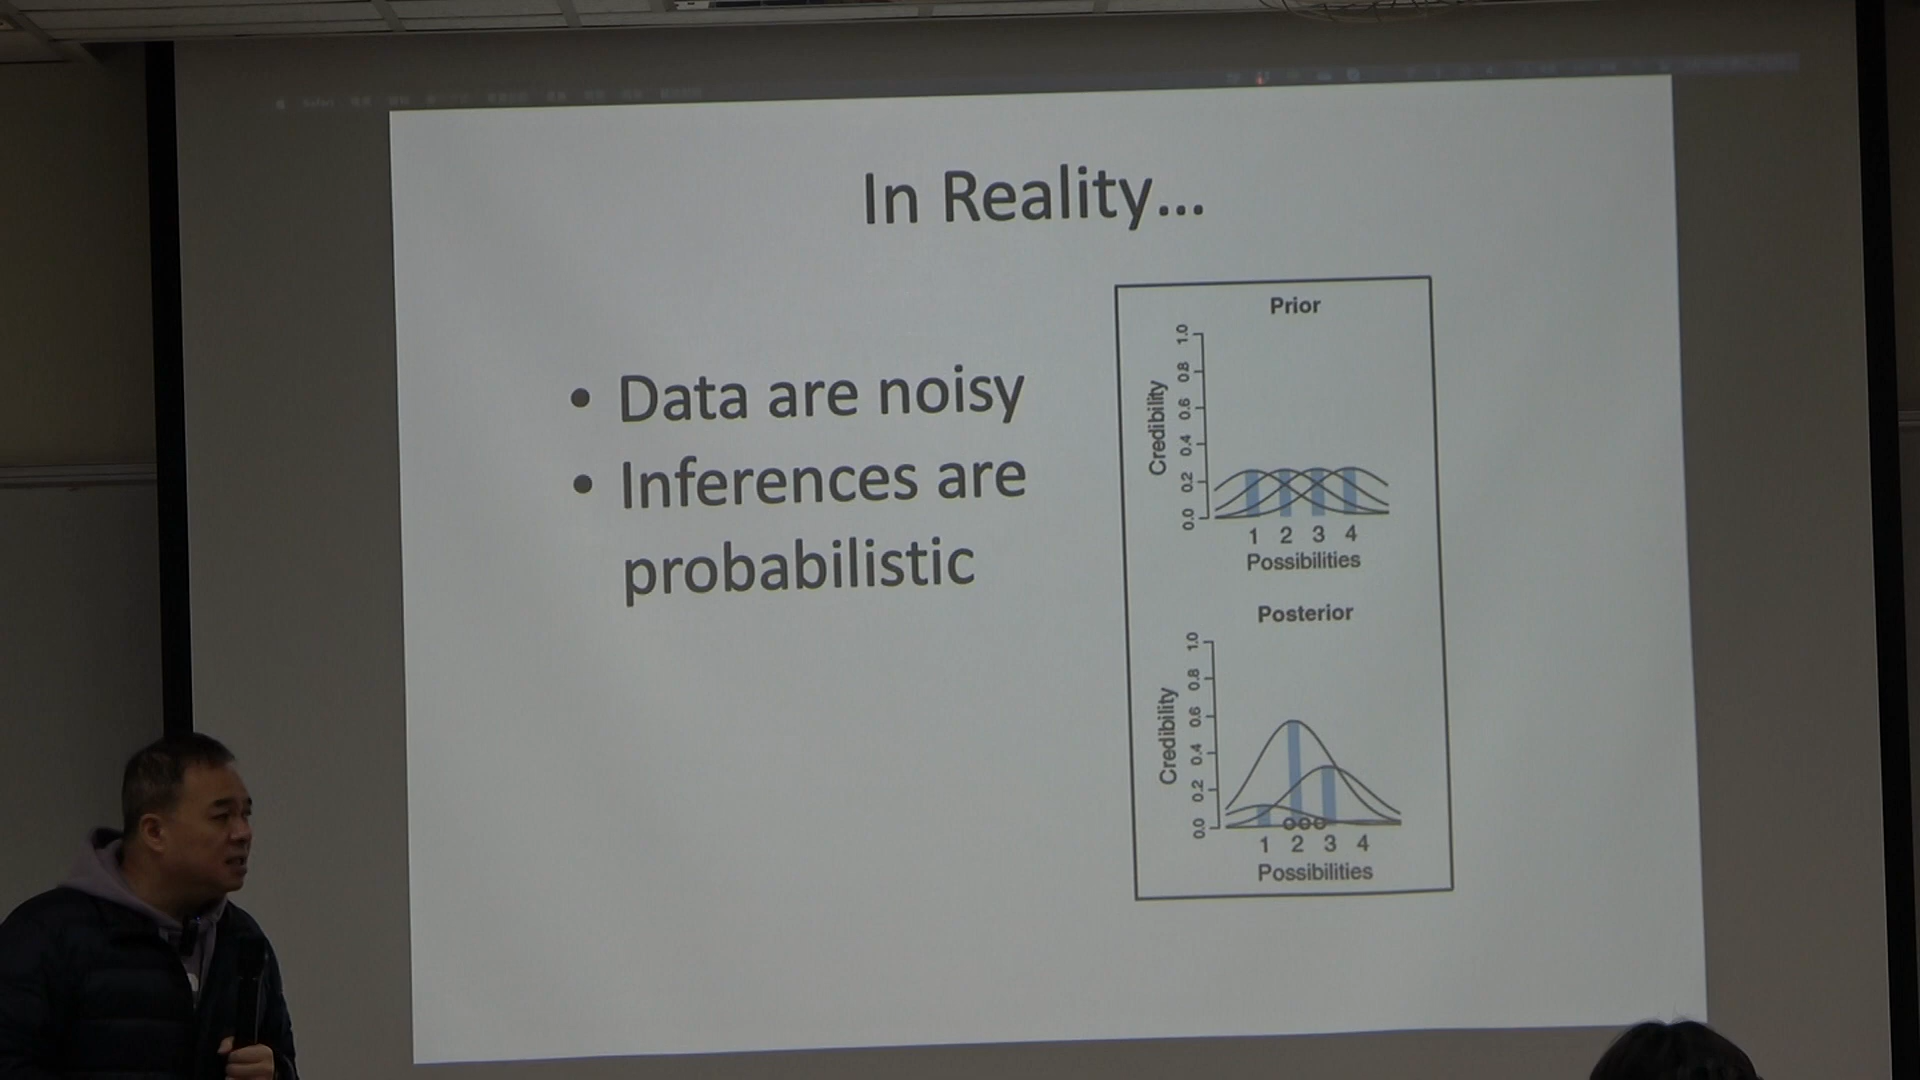 Safari
In Reality...
• Data are noisy
• Inferences are
probabilistic
Prior
Credibility
0.0 0.2 0.4 0.6 0.8 1.0
1 2 3 4
Possibilities
Posterior
Credibility
0.0 0.2 0.4 0.6 0.8 1.0
1 2 3 4
Possibilities